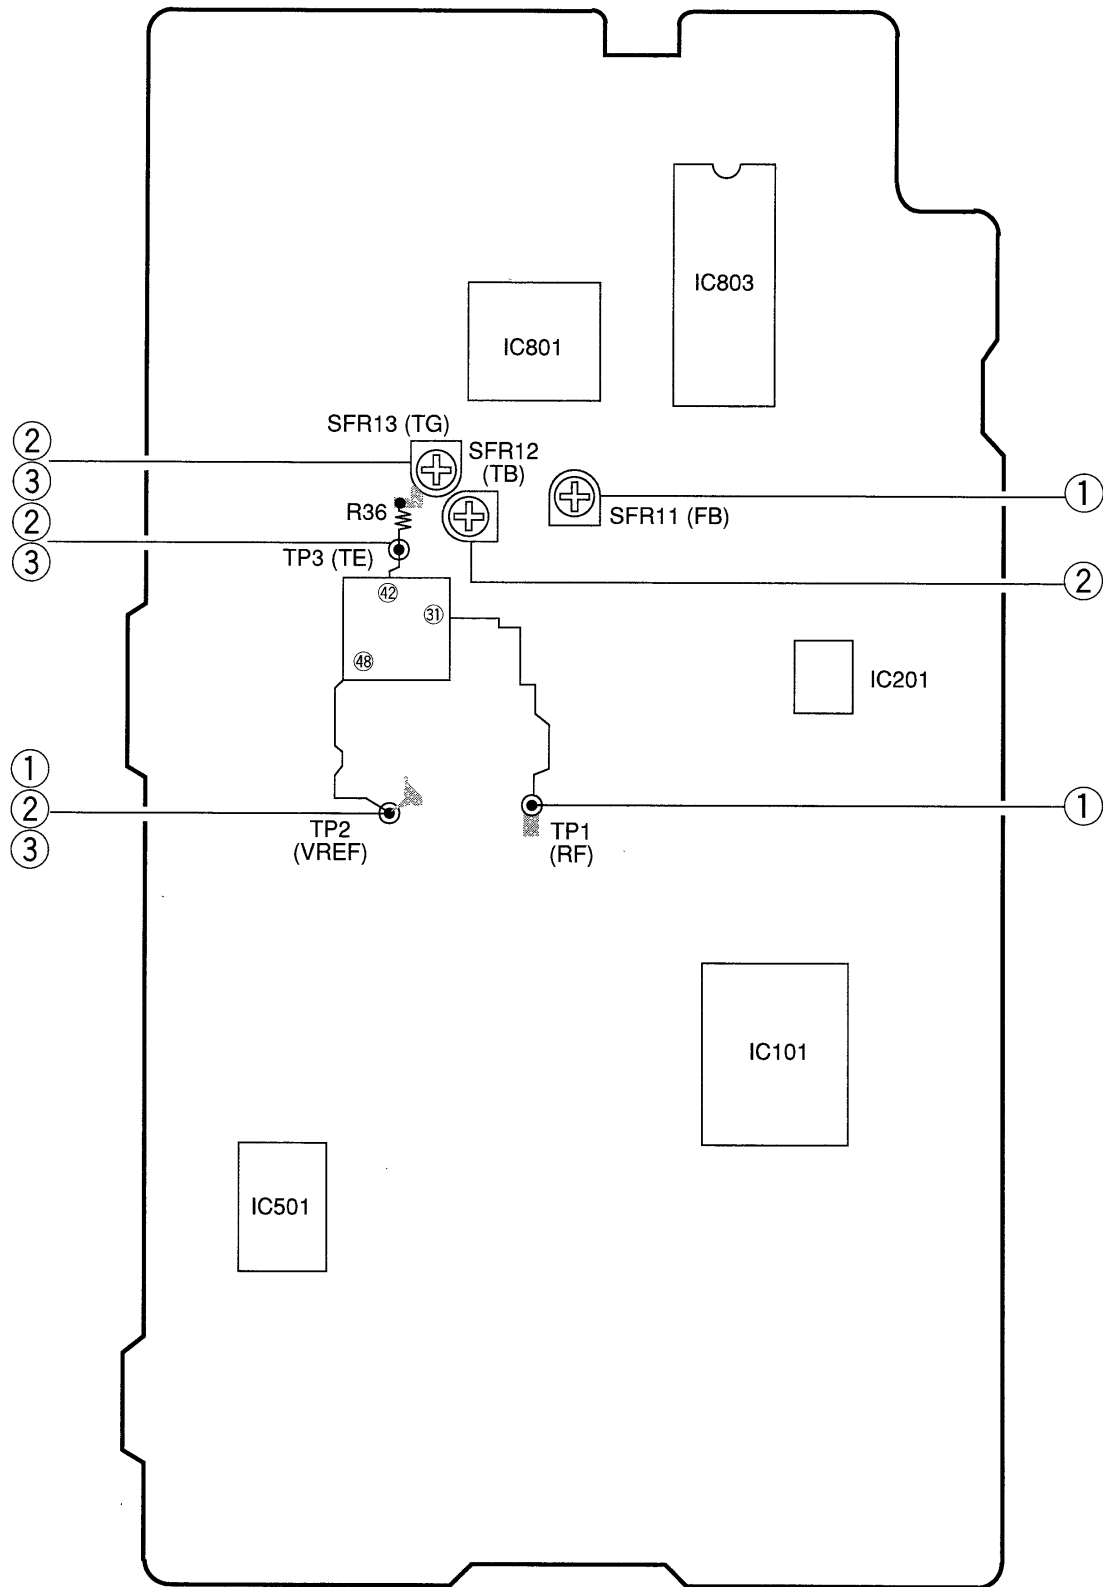 IC803
IC801
SFR13 (TG)
②
SFR12
(TB)
③
①
R36
SFR11 (FB)
②
TP3 (TE)
③
②
㊷
㉛
㊽
IC201
①
②
①
TP2
(VREF)
TP1
(RF)
③
IC101
IC501